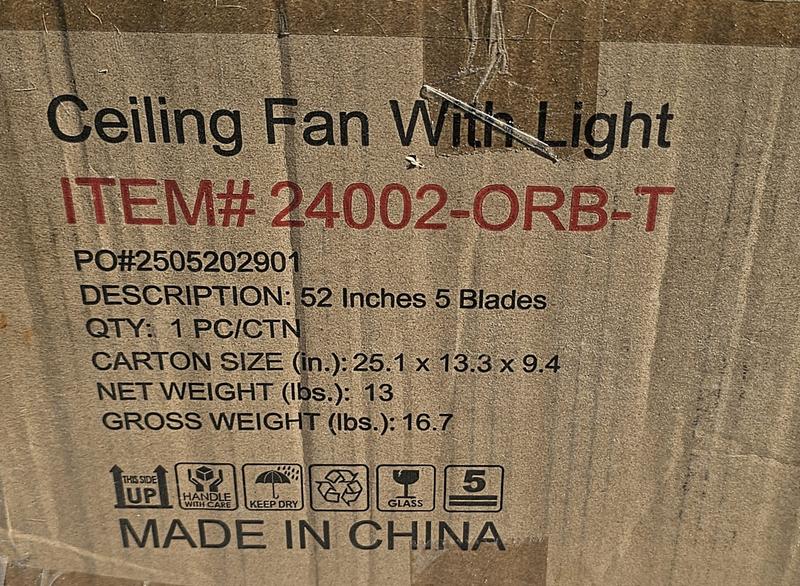 Ceiling Fan With Light
ITEM# 24002-ORB-T
PO#2505202901
DESCRIPTION: 52 Inches 5 Blades
QTY: 1 PC/CTN
CARTON SIZE (in.): 25.1 x 13.3 x 9.4
NET WEIGHT (lbs.): 13
GROSS WEIGHT (lbs.): 16.7
THIS SIDE UP
HANDLE WITH CARE
KEEP DRY
GLASS
5
MADE IN CHINA